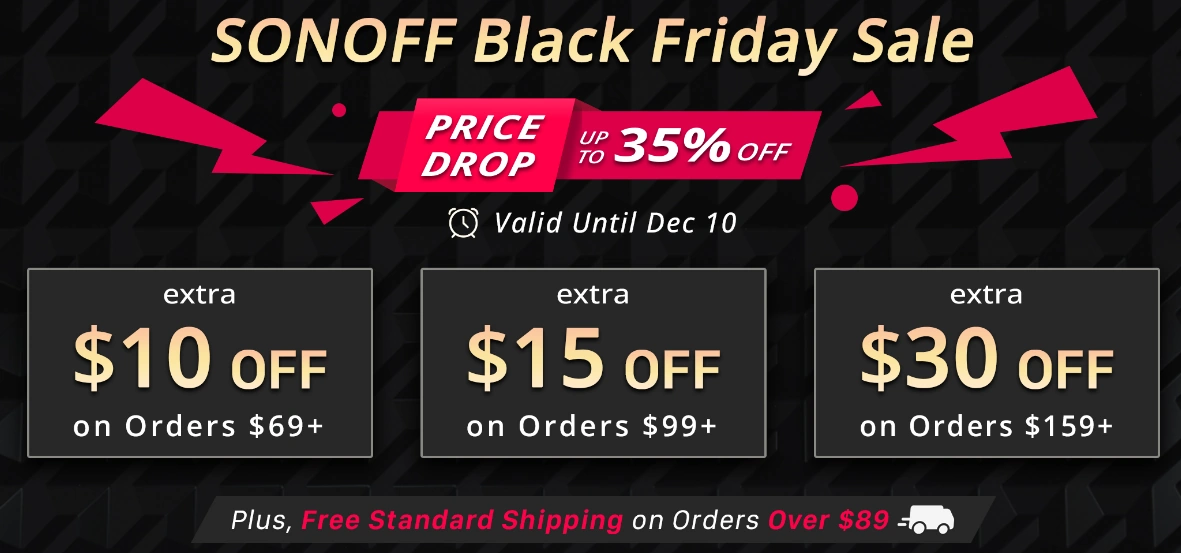 SONOFF Black Friday Sale
PRICE DROP
UP TO 35% OFF
Valid Until Dec 10
extra
$10 OFF
on Orders $69+
extra
$15 OFF
on Orders $99+
extra
$30 OFF
on Orders $159+
Plus, Free Standard Shipping on Orders Over $89